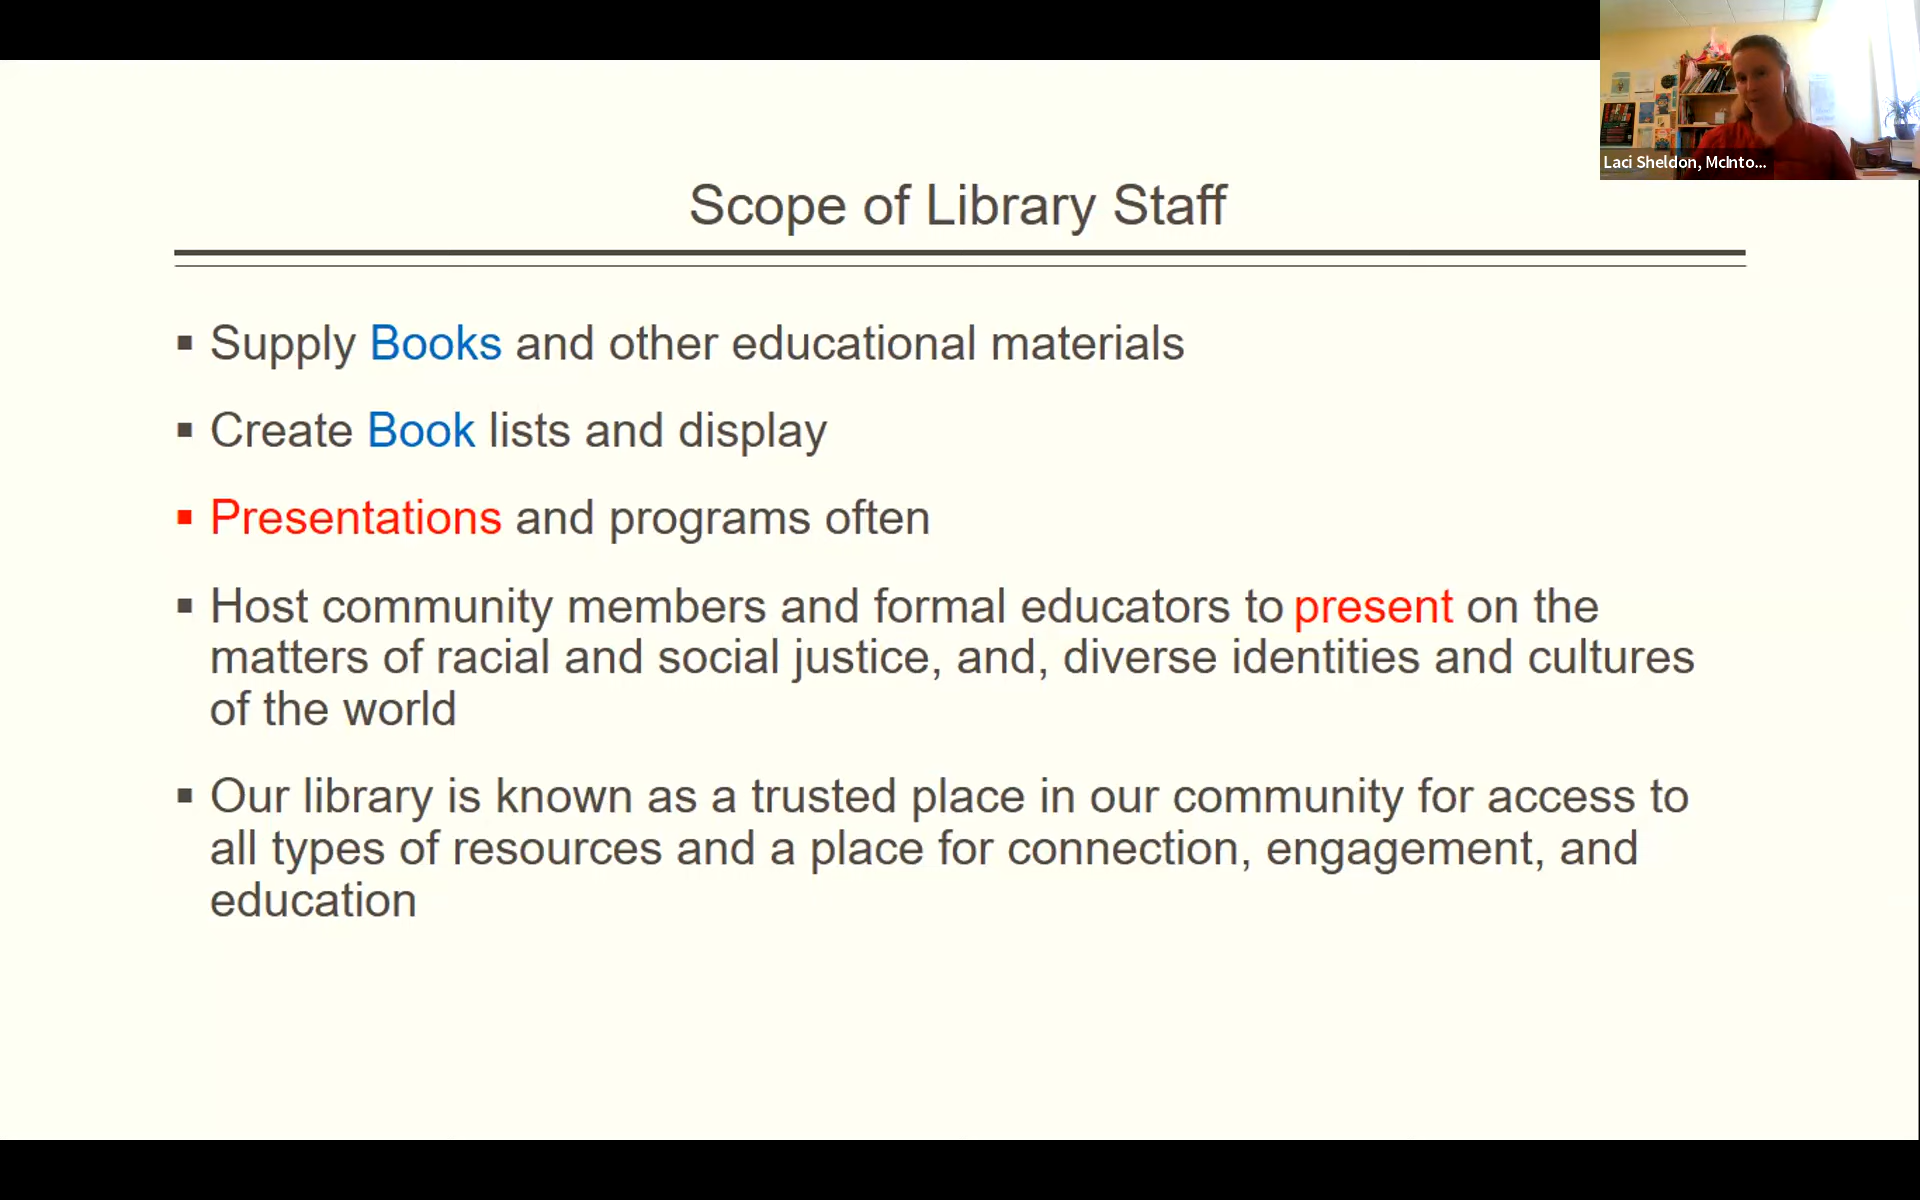 Laci Sheldon, McInto...
Scope of Library Staff
▪ Supply Books and other educational materials
▪ Create Book lists and display
▪ Presentations and programs often
▪ Host community members and formal educators to present on the
matters of racial and social justice, and, diverse identities and cultures
of the world
▪ Our library is known as a trusted place in our community for access to
all types of resources and a place for connection, engagement, and
education